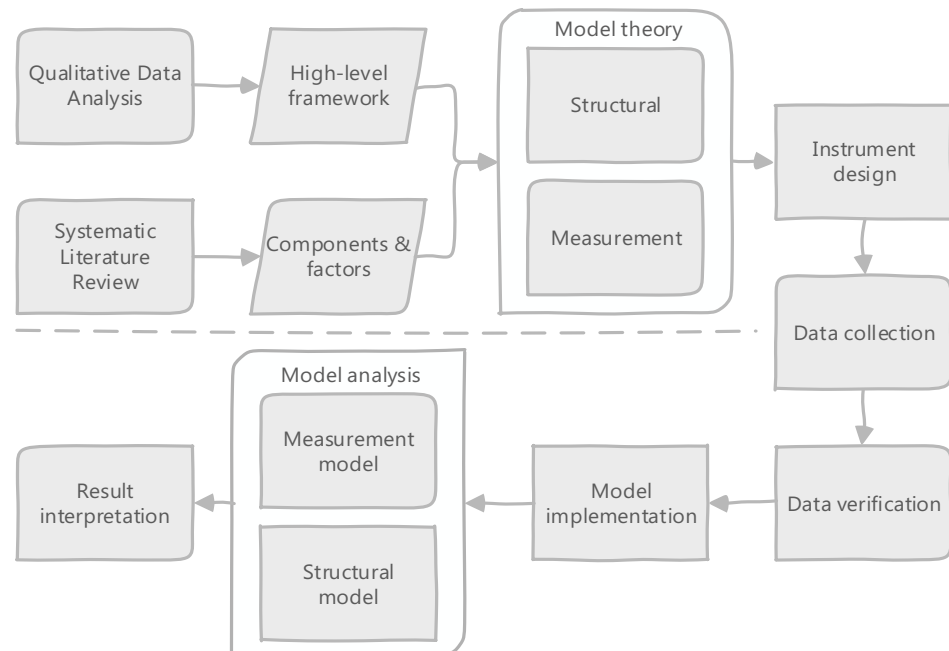 Qualitative Data
Analysis
High-level
framework
Model theory
Structural
Measurement
Instrument
design
Systematic
Literature
Review
Components &
factors
Data collection
Data verification
Model
implementation
Model analysis
Measurement
model
Structural
model
Result
interpretation